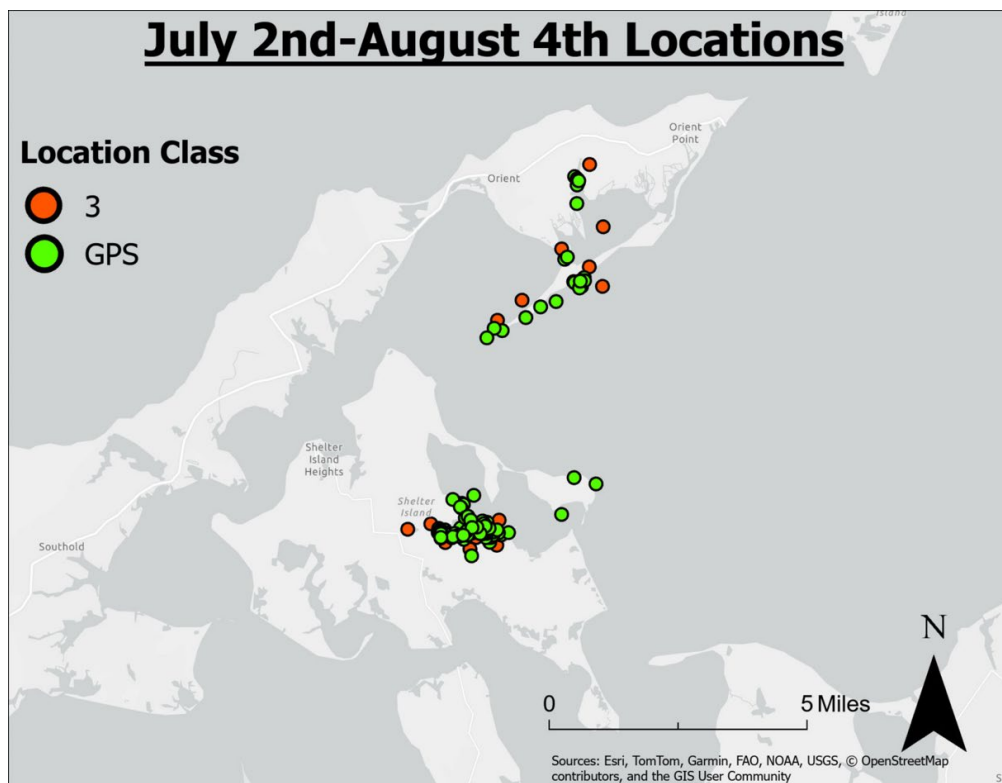 Island
July 2nd-August 4th Locations
Orient
Point
Location Class
Orient
3
GPS
Shelter
Island
Heights
Shelter
Island
Southold
N
0
5 Miles
Sources: Esri, TomTom, Garmin, FAO, NOAA, USGS, © OpenStreetMap
contributors, and the GIS User Community